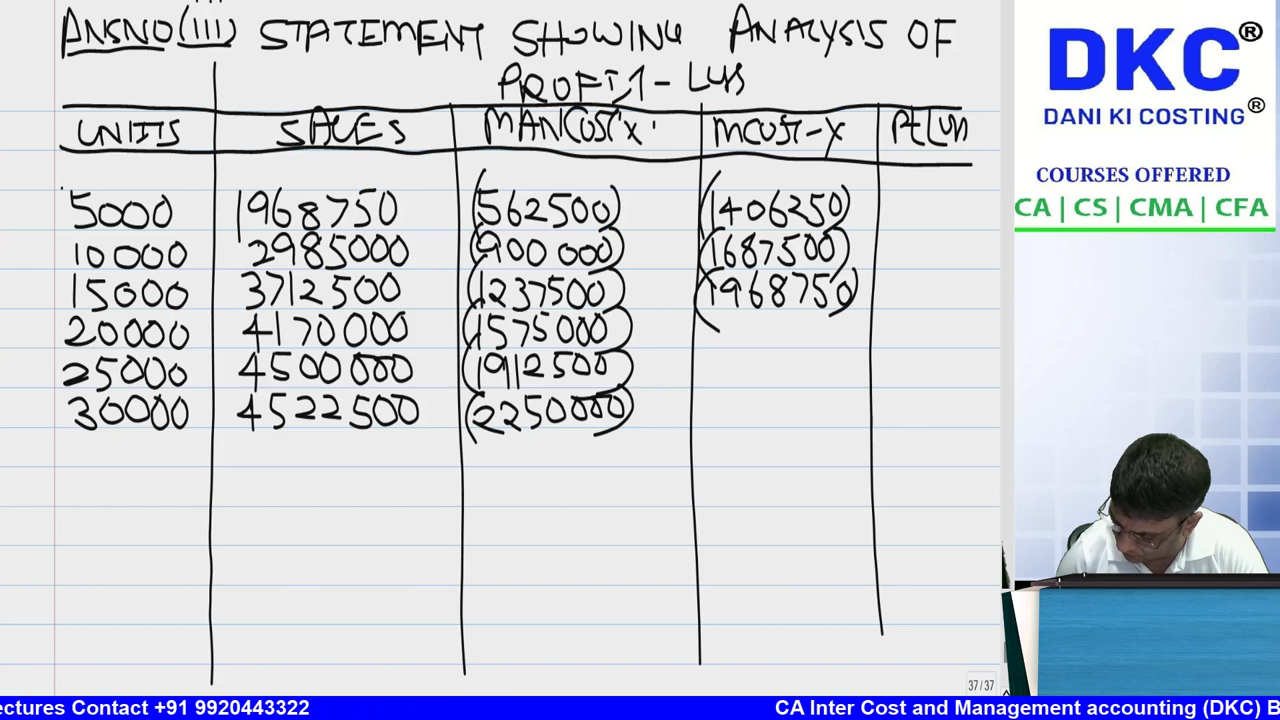 ANSNO (III) STATEMENT SHOWING ANALYSIS OF
PROFIT - LOSS
UNITS SALES MANCOST 'X' MCOST-Y
5000 1968750 (562500) (1406250)
10000 2985000 (900000) (1687500)
15000 3712500 (1237500) (1968750)
20000 4170000 (1575000) (
25000 4500000 (1912500)
30000 4522500 (2250000)
37/37
DKC®
DANI KI COSTING®
COURSES OFFERED
CA | CS | CMA | CFA
ectures Contact +91 9920443322 CA Inter Cost and Management accounting (DKC) B